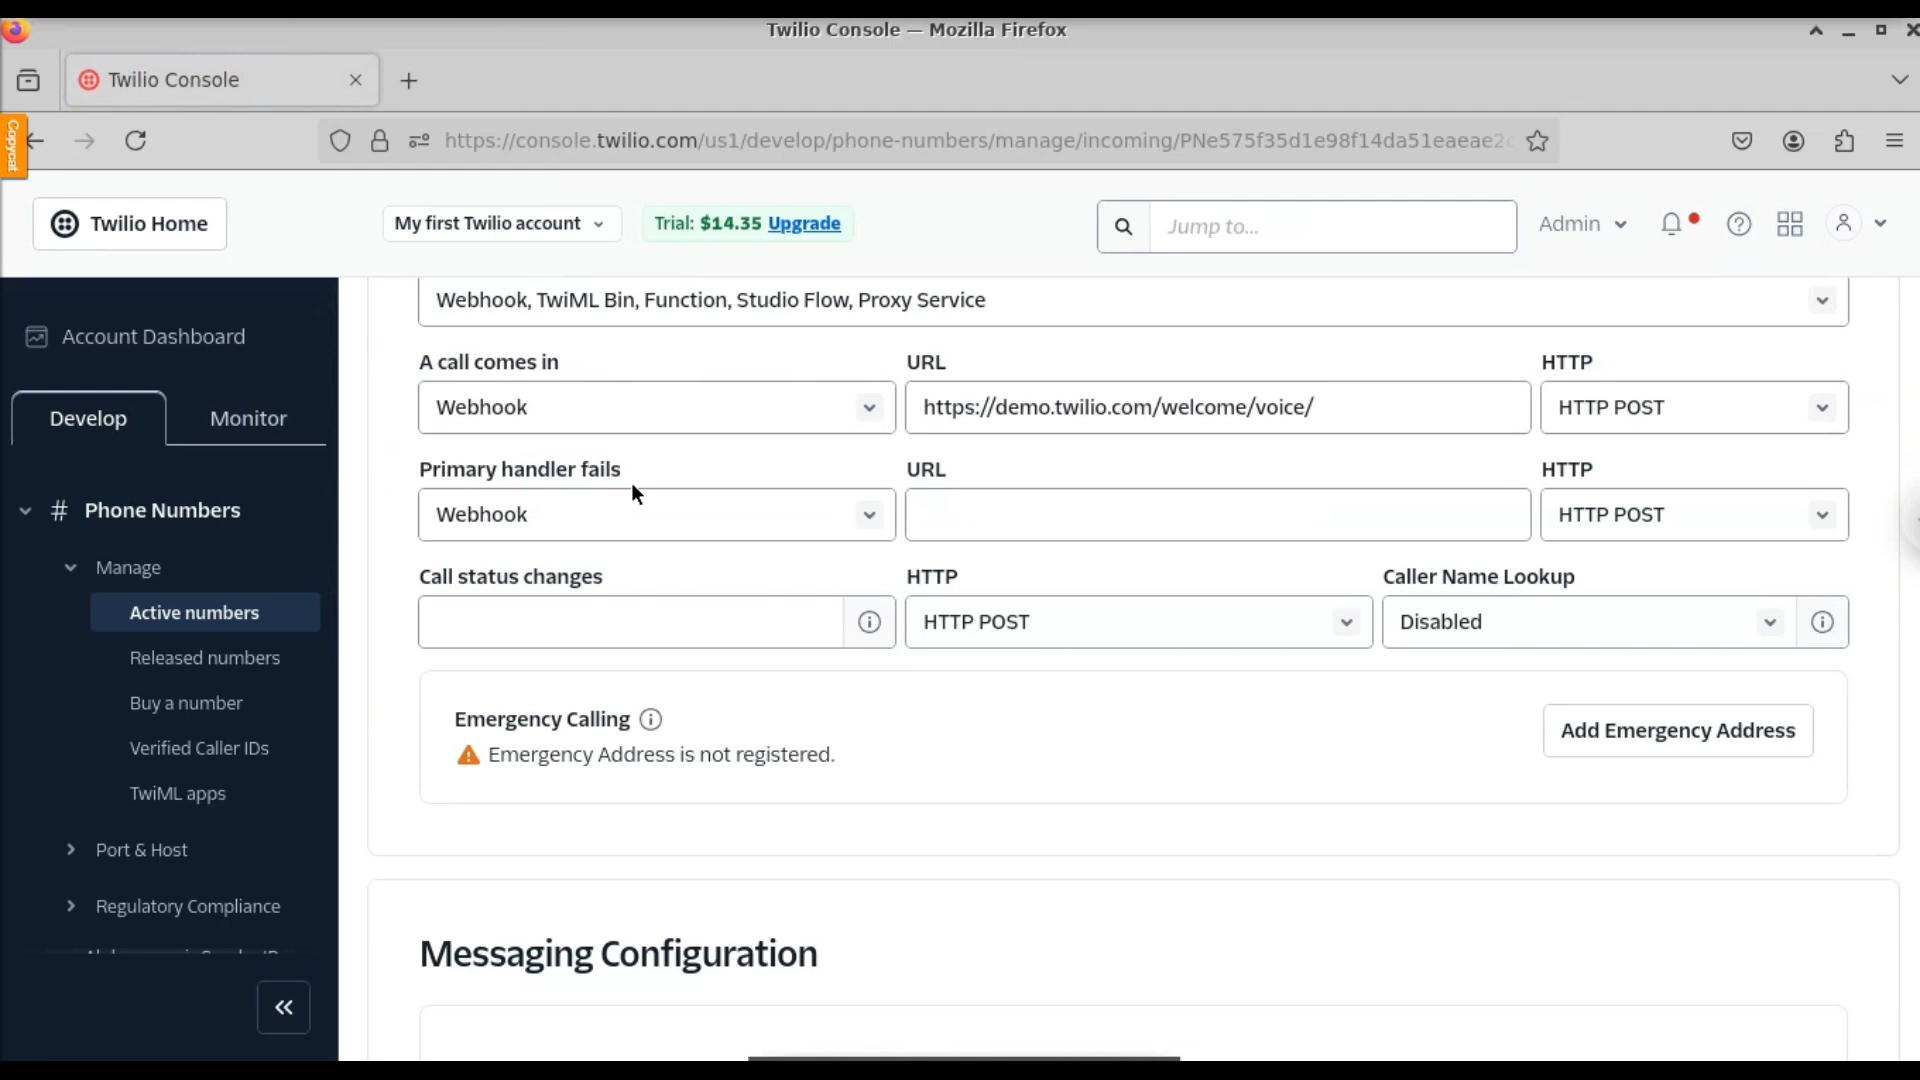 Twilio Console — Mozilla Firefox
Twilio Console
Copycat
https://console.twilio.com/us1/develop/phone-numbers/manage/incoming/PNe575f35d1e98f14da51eaeae2
Twilio Home
My first Twilio account
Trial: $14.35 Upgrade
Jump to...
Admin
Account Dashboard
Develop
Monitor
# Phone Numbers
Manage
Active numbers
Released numbers
Buy a number
Verified Caller IDs
TwiML apps
Port & Host
Regulatory Compliance
Webhook, TwiML Bin, Function, Studio Flow, Proxy Service
A call comes in
URL
HTTP
Webhook
https://demo.twilio.com/welcome/voice/
HTTP POST
Primary handler fails
URL
HTTP
Webhook
HTTP POST
Call status changes
HTTP
Caller Name Lookup
HTTP POST
Disabled
Emergency Calling
Emergency Address is not registered.
Add Emergency Address
Messaging Configuration